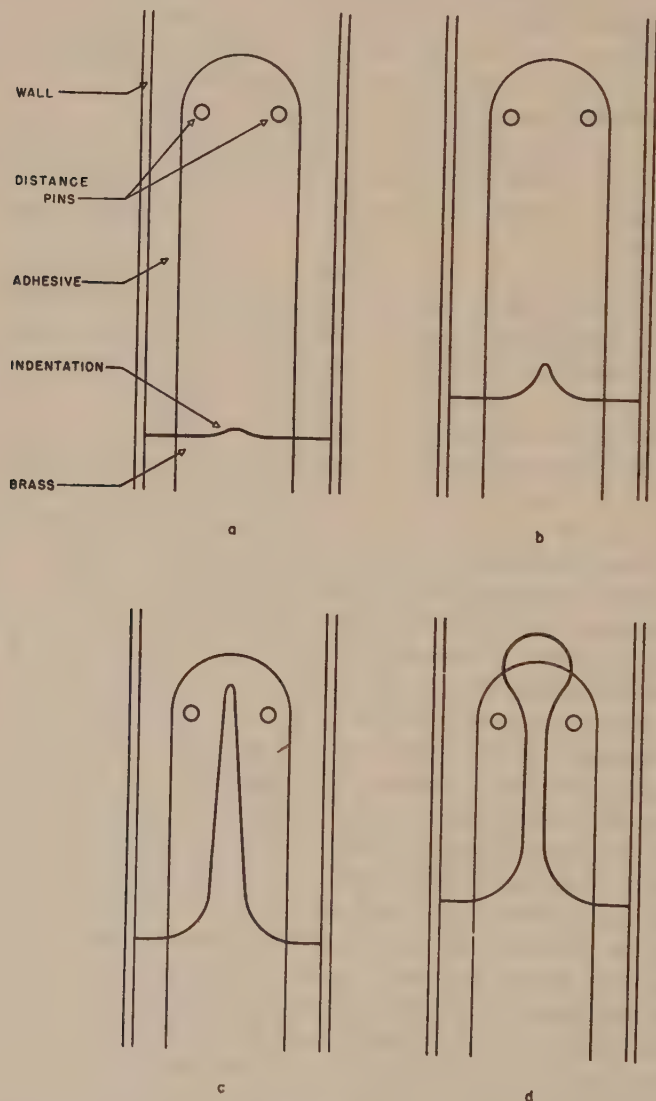 WALL
DISTANCE
PINS
ADHESIVE
INDENTATION
BRASS
a
b
c
d